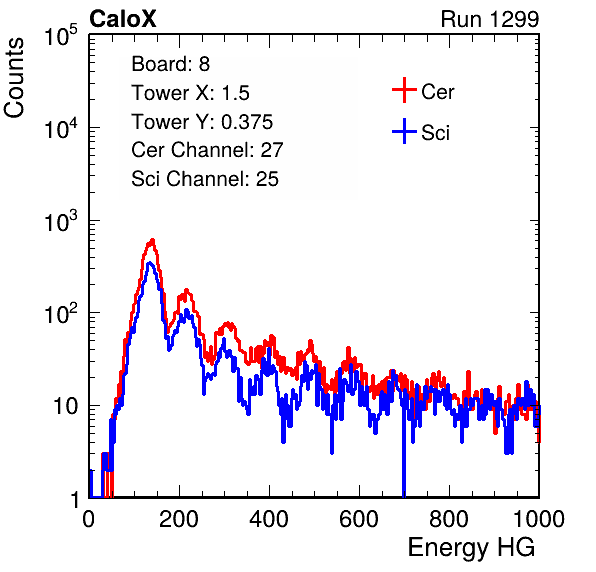 CaloX Run 1299
Counts
10^5
10^4
10^3
10^2
10
1
Board: 8
Tower X: 1.5
Tower Y: 0.375
Cer Channel: 27
Sci Channel: 25
Cer
Sci
0 200 400 600 800 1000
Energy HG